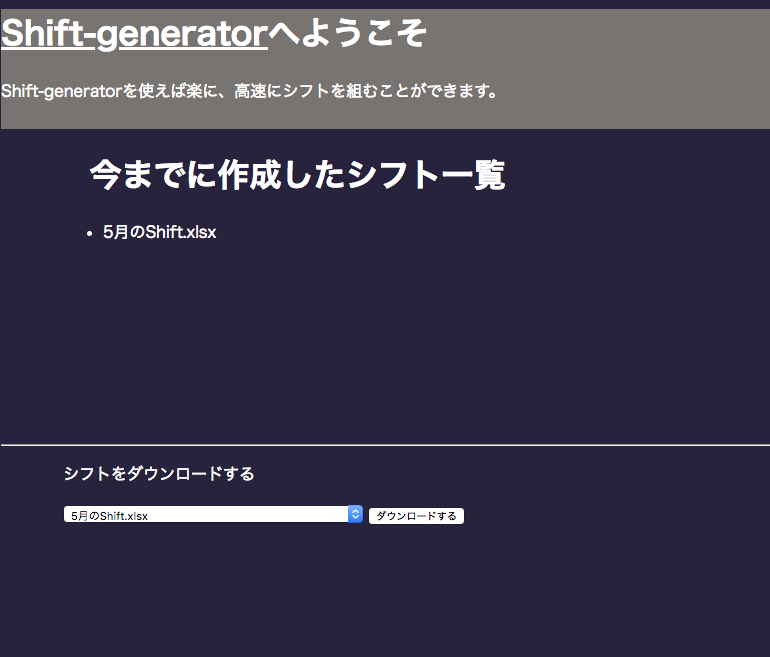 Shift-generatorへようこそ
Shift-generatorを使えば楽に、高速にシフトを組むことができます。
今までに作成したシフト一覧
• 5月のShift.xlsx
シフトをダウンロードする
5月のShift.xlsx ダウンロードする